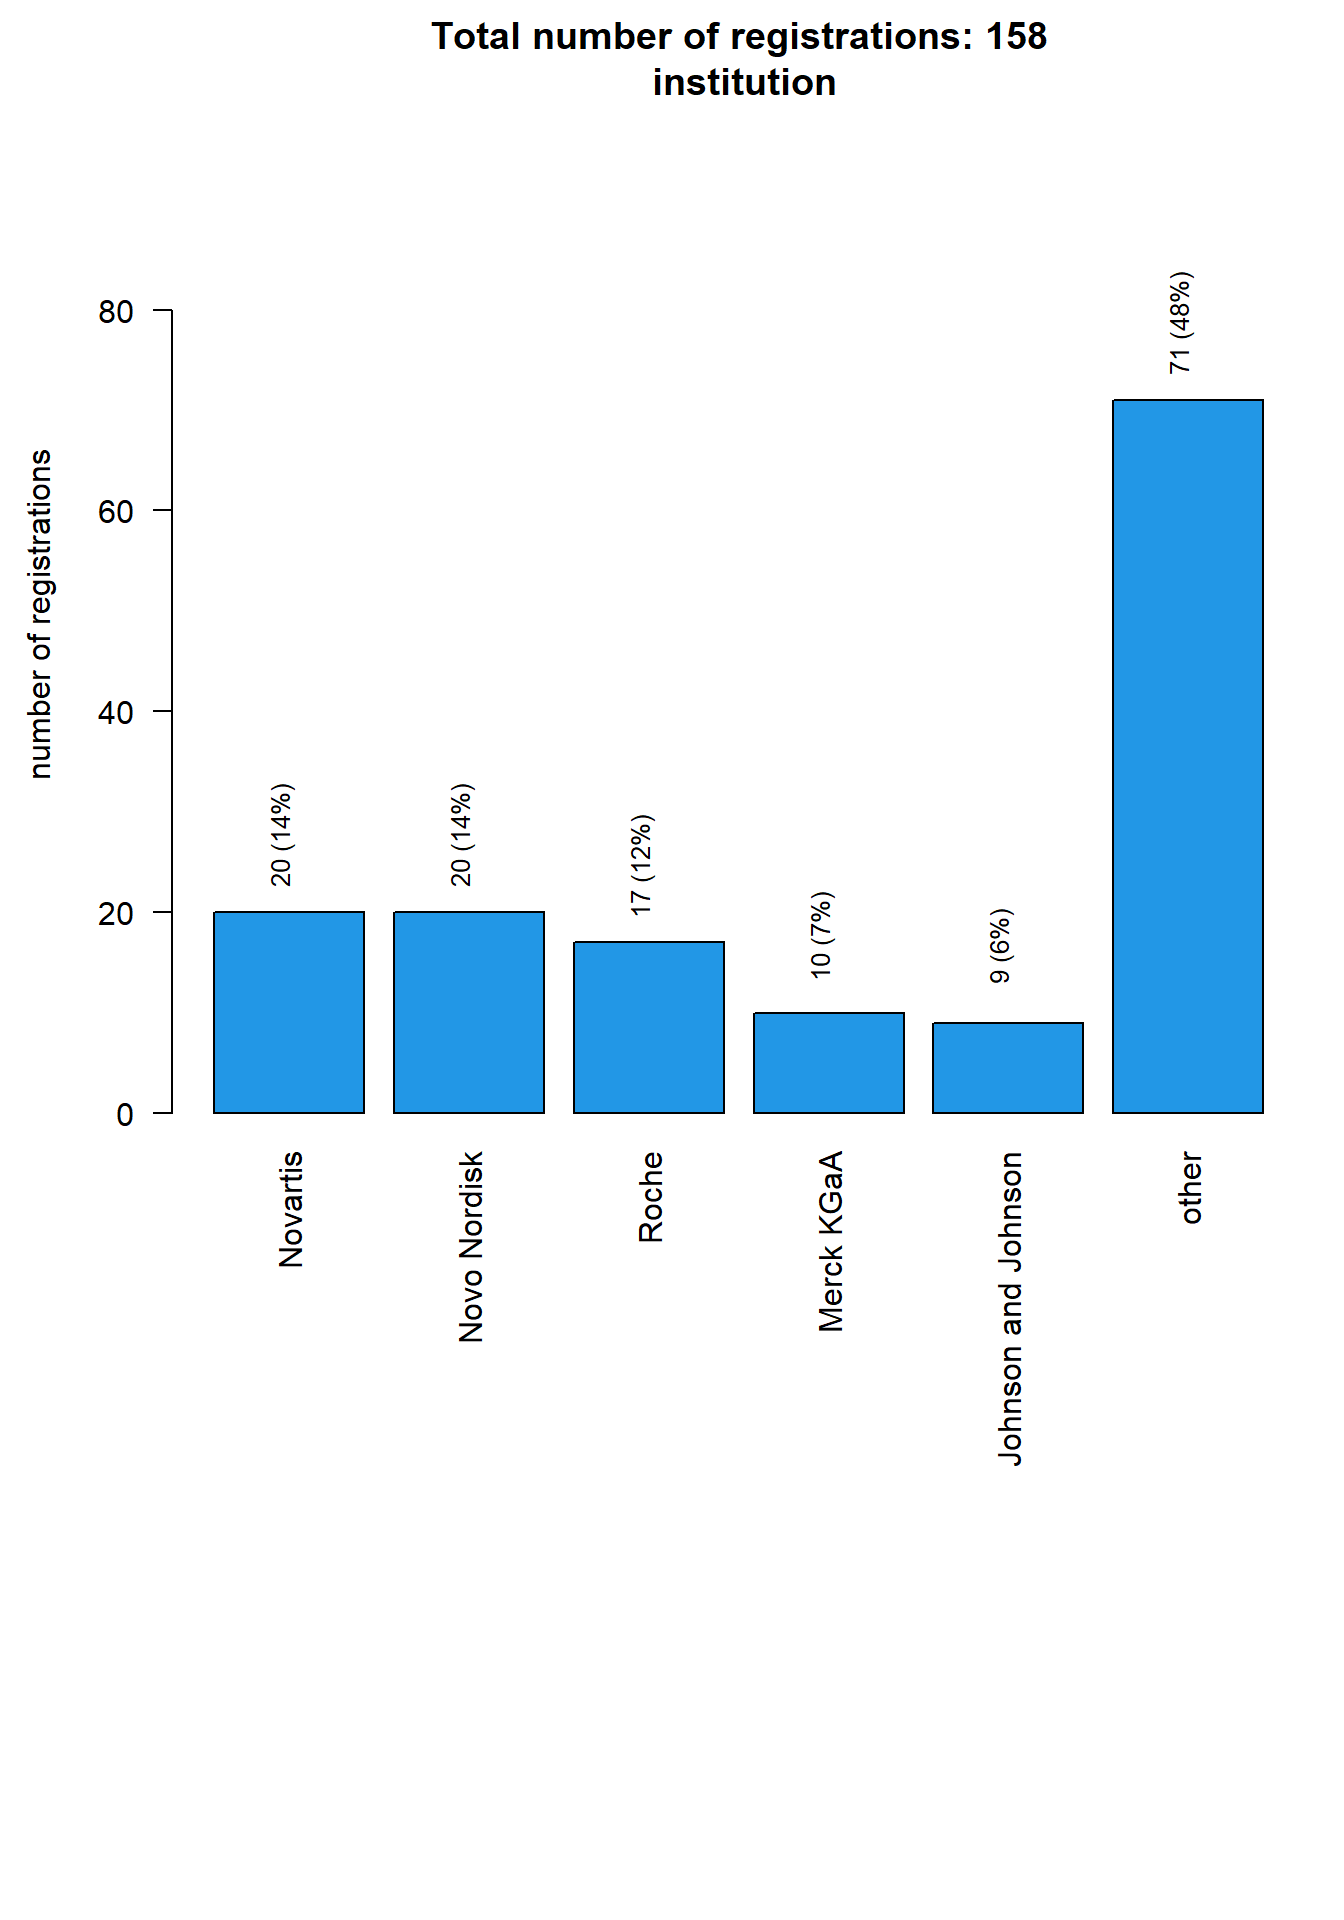 Total number of registrations: 158
institution
number of registrations
80
60
40
20
0
20 (14%)
20 (14%)
17 (12%)
10 (7%)
9 (6%)
71 (48%)
Novartis
Novo Nordisk
Roche
Merck KGaA
Johnson and Johnson
other